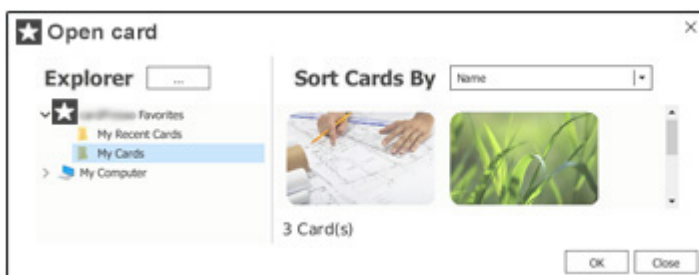 Open card
Explorer ...
Favorites
My Recent Cards
My Cards
My Computer
Sort Cards By Name
3 Card(s)
OK Close